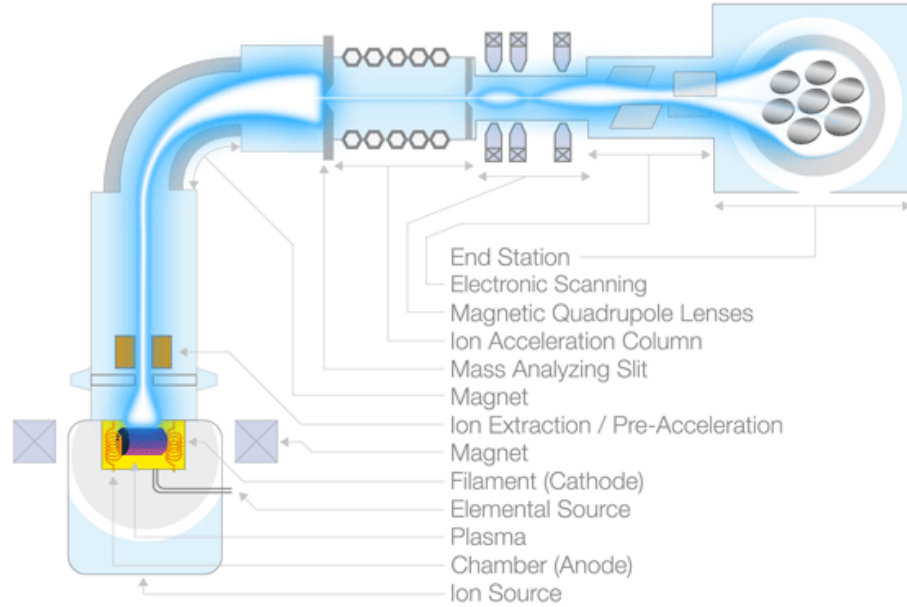 End Station
Electronic Scanning
Magnetic Quadrupole Lenses
Ion Acceleration Column
Mass Analyzing Slit
Magnet
Ion Extraction / Pre-Acceleration
Magnet
Filament (Cathode)
Elemental Source
Plasma
Chamber (Anode)
Ion Source